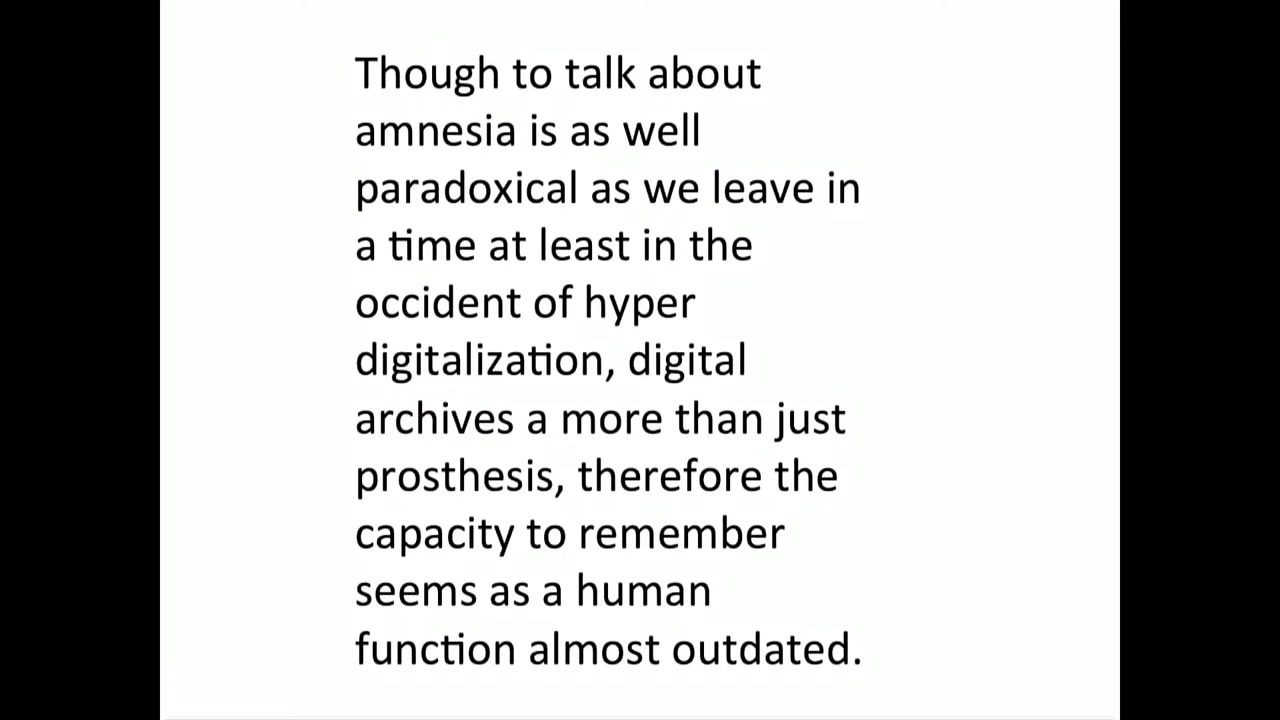 Though to talk about
amnesia is as well
paradoxical as we leave in
a time at least in the
occident of hyper
digitalization, digital
archives a more than just
prosthesis, therefore the
capacity to remember
seems as a human
function almost outdated.